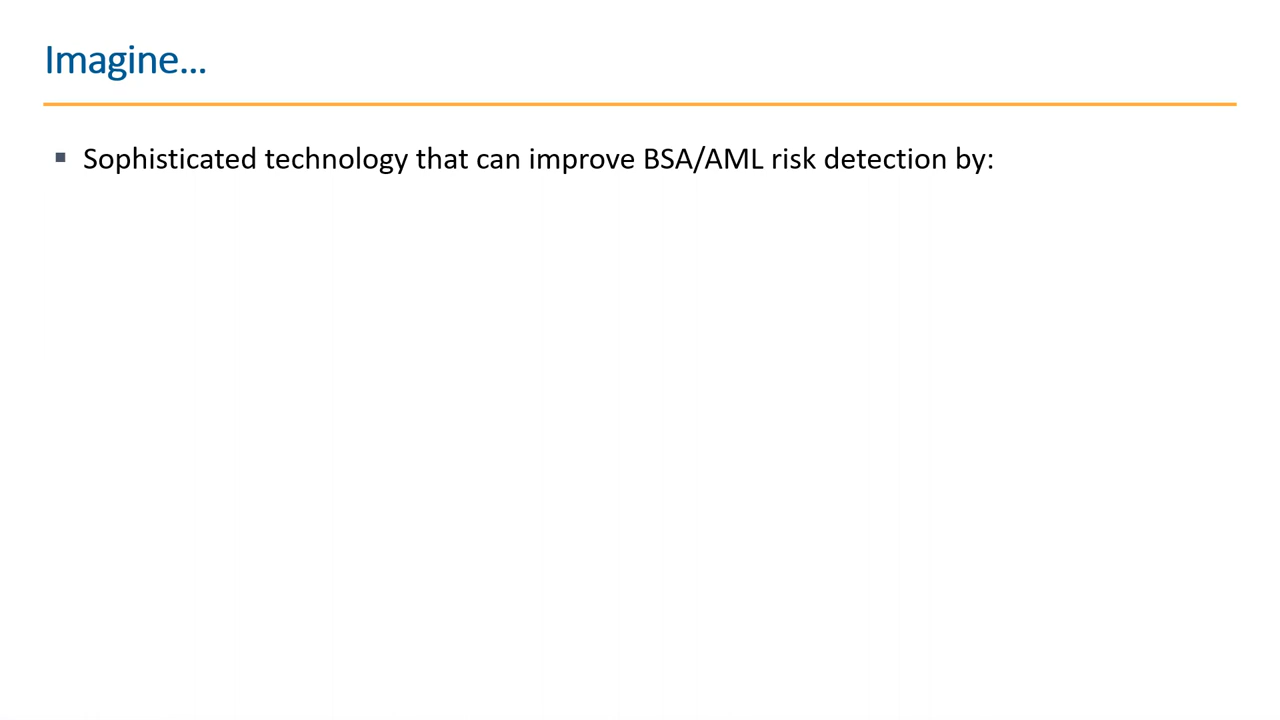 Imagine...
▪ Sophisticated technology that can improve BSA/AML risk detection by: